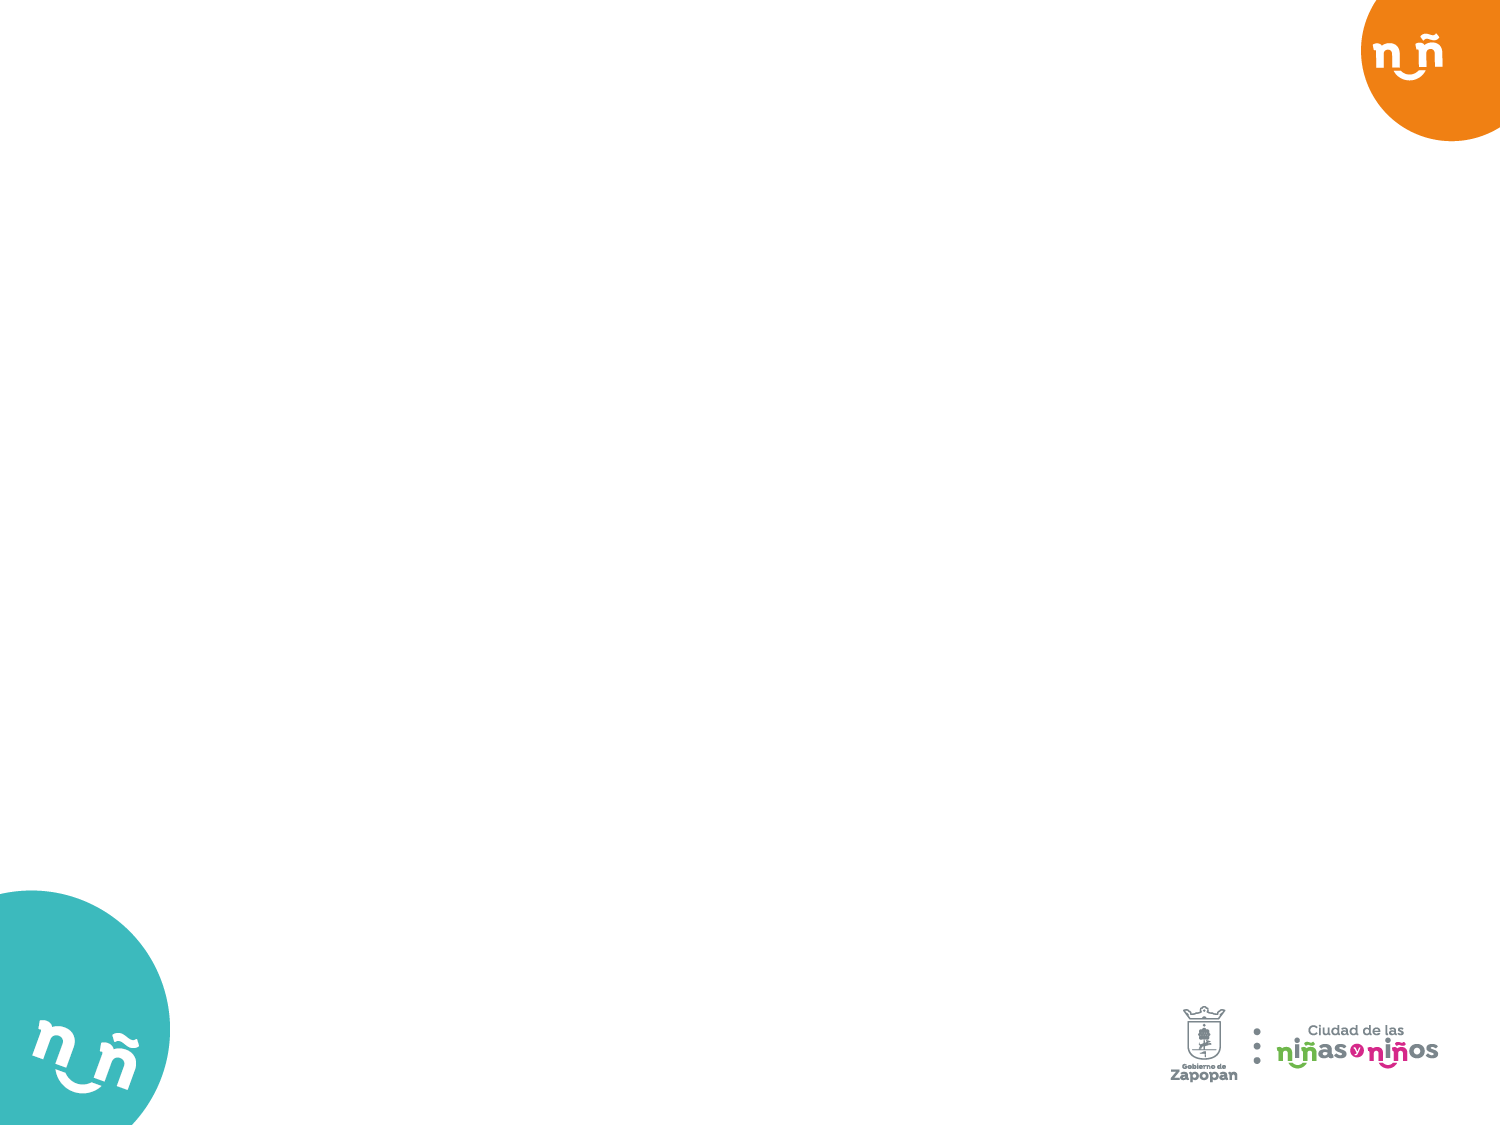 n ñ
n ñ
Gobierno de
Zapopan
Ciudad de las
niñas y niños